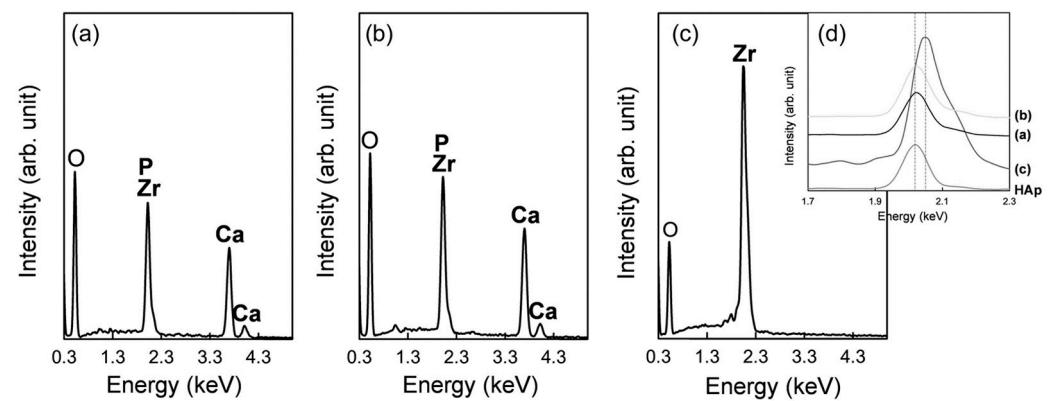 (a)
O
P
Zr
Ca
Ca
Intensity (arb. unit)
0.3 1.3 2.3 3.3 4.3
Energy (keV)
(b)
O
P
Zr
Ca
Ca
Intensity (arb. unit)
0.3 1.3 2.3 3.3 4.3
Energy (keV)
(c)
Zr
O
Intensity (arb. unit)
0.3 1.3 2.3 3.3 4.3
Energy (keV)
(d)
Intensity (arb. unit)
(b)
(a)
(c)
HAp
1.7 1.9 2.1 2.3
Energy (keV)